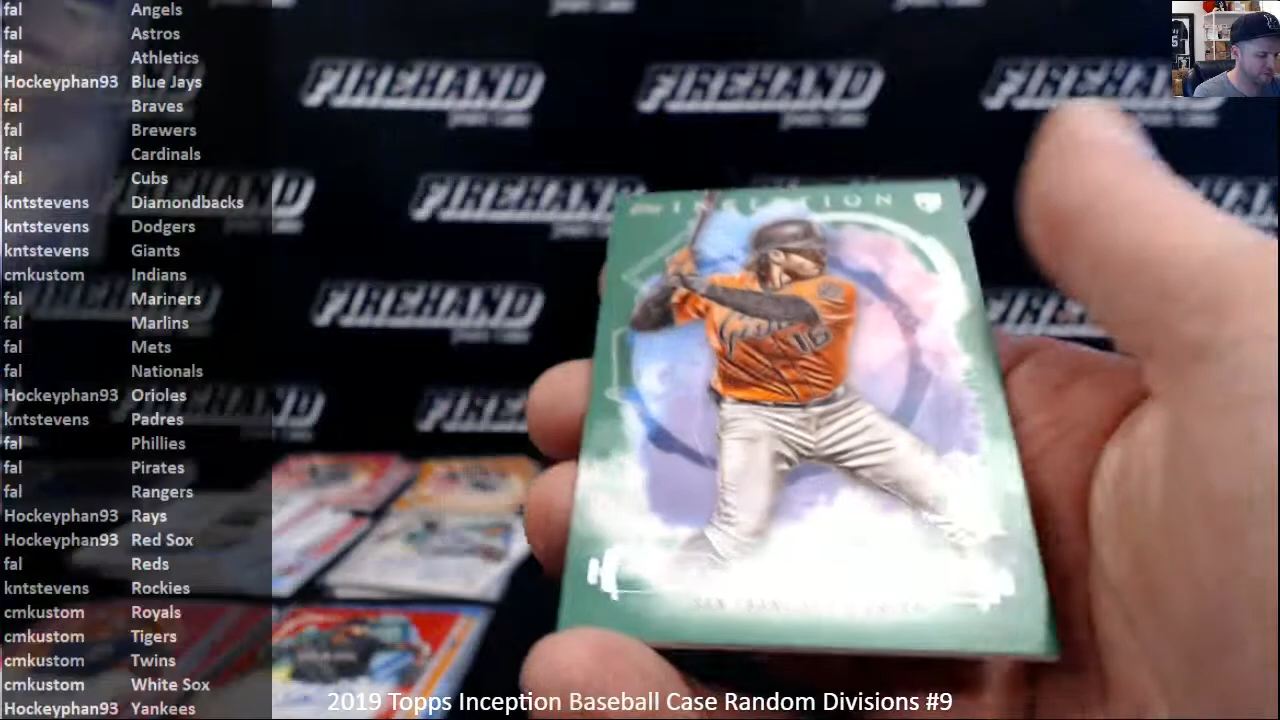 fal Angels
fal Astros
fal Athletics
Hockeyphan93 Blue Jays
fal Braves
fal Brewers
fal Cardinals
fal Cubs
kntstevens Diamondbacks
kntstevens Dodgers
kntstevens Giants
cmkustom Indians
fal Mariners
fal Marlins
fal Mets
fal Nationals
Hockeyphan93 Orioles
kntstevens Padres
fal Phillies
fal Pirates
fal Rangers
Hockeyphan93 Rays
Hockeyphan93 Red Sox
fal Reds
kntstevens Rockies
cmkustom Royals
cmkustom Tigers
cmkustom Twins
cmkustom White Sox
Hockeyphan93 Yankees
FIREHAND FIREHAND FIREHAND
FIREHAND
FIREHAND
INCEPTION
16
2019 Topps Inception Baseball Case Random Divisions #9